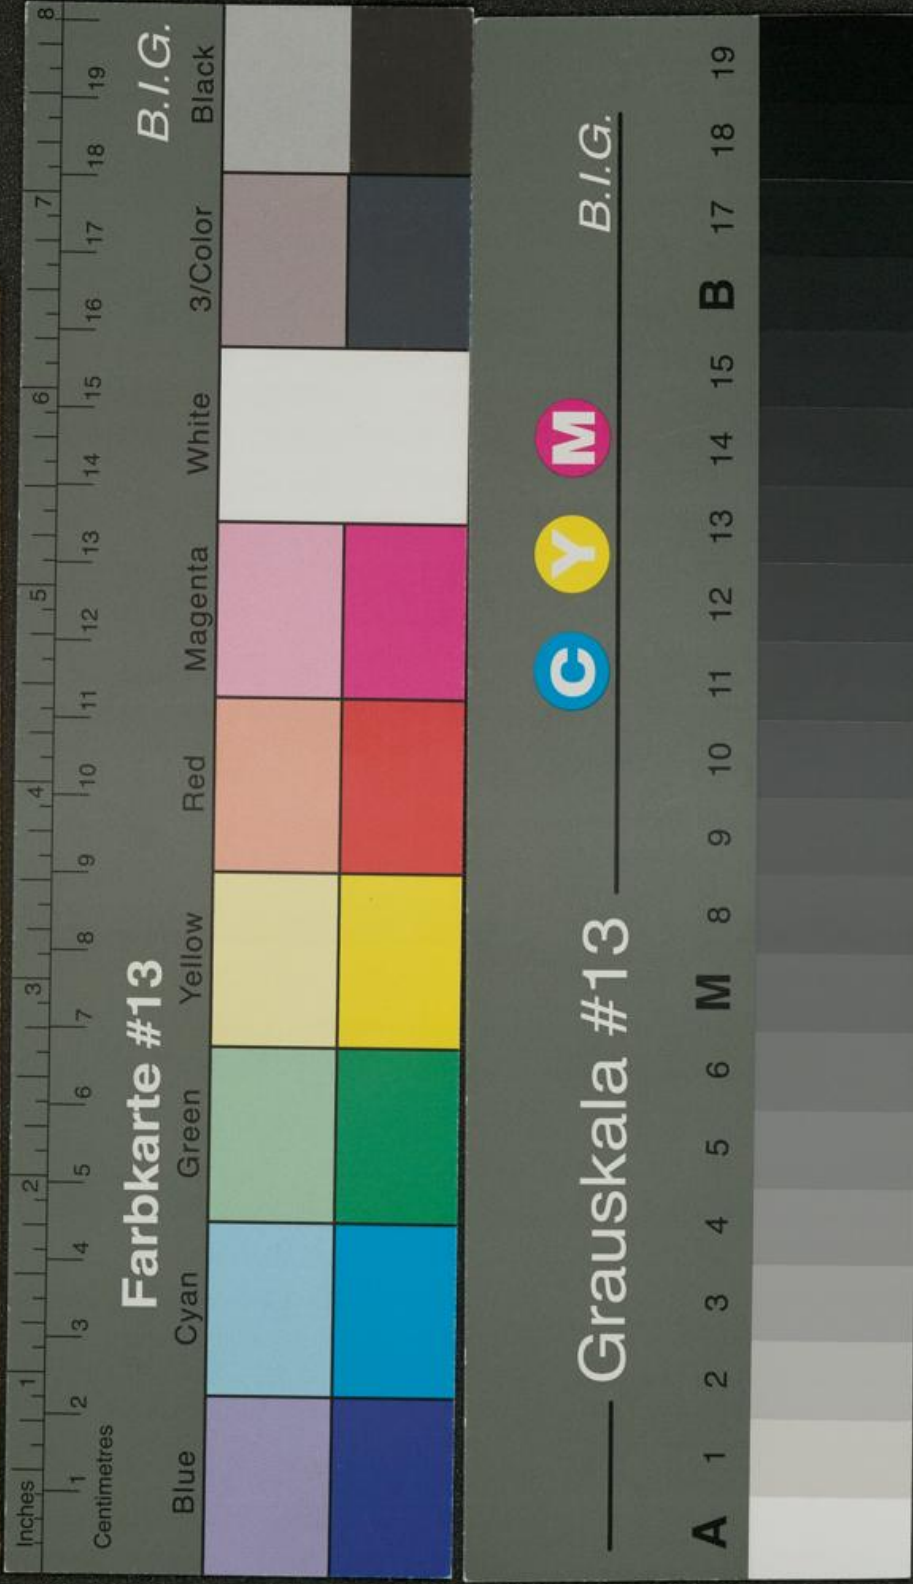 Inches 1 2 3 4 5 6 7 8
Centimetres 1 2 3 4 5 6 7 8 9 10 11 12 13 14 15 16 17 18 19
Farbkarte #13 B.I.G.
Blue Cyan Green Yellow Red Magenta White 3/Color Black
Grauskala #13 C Y M B.I.G.
A 1 2 3 4 5 6 M 8 9 10 11 12 13 14 15 B 17 18 19